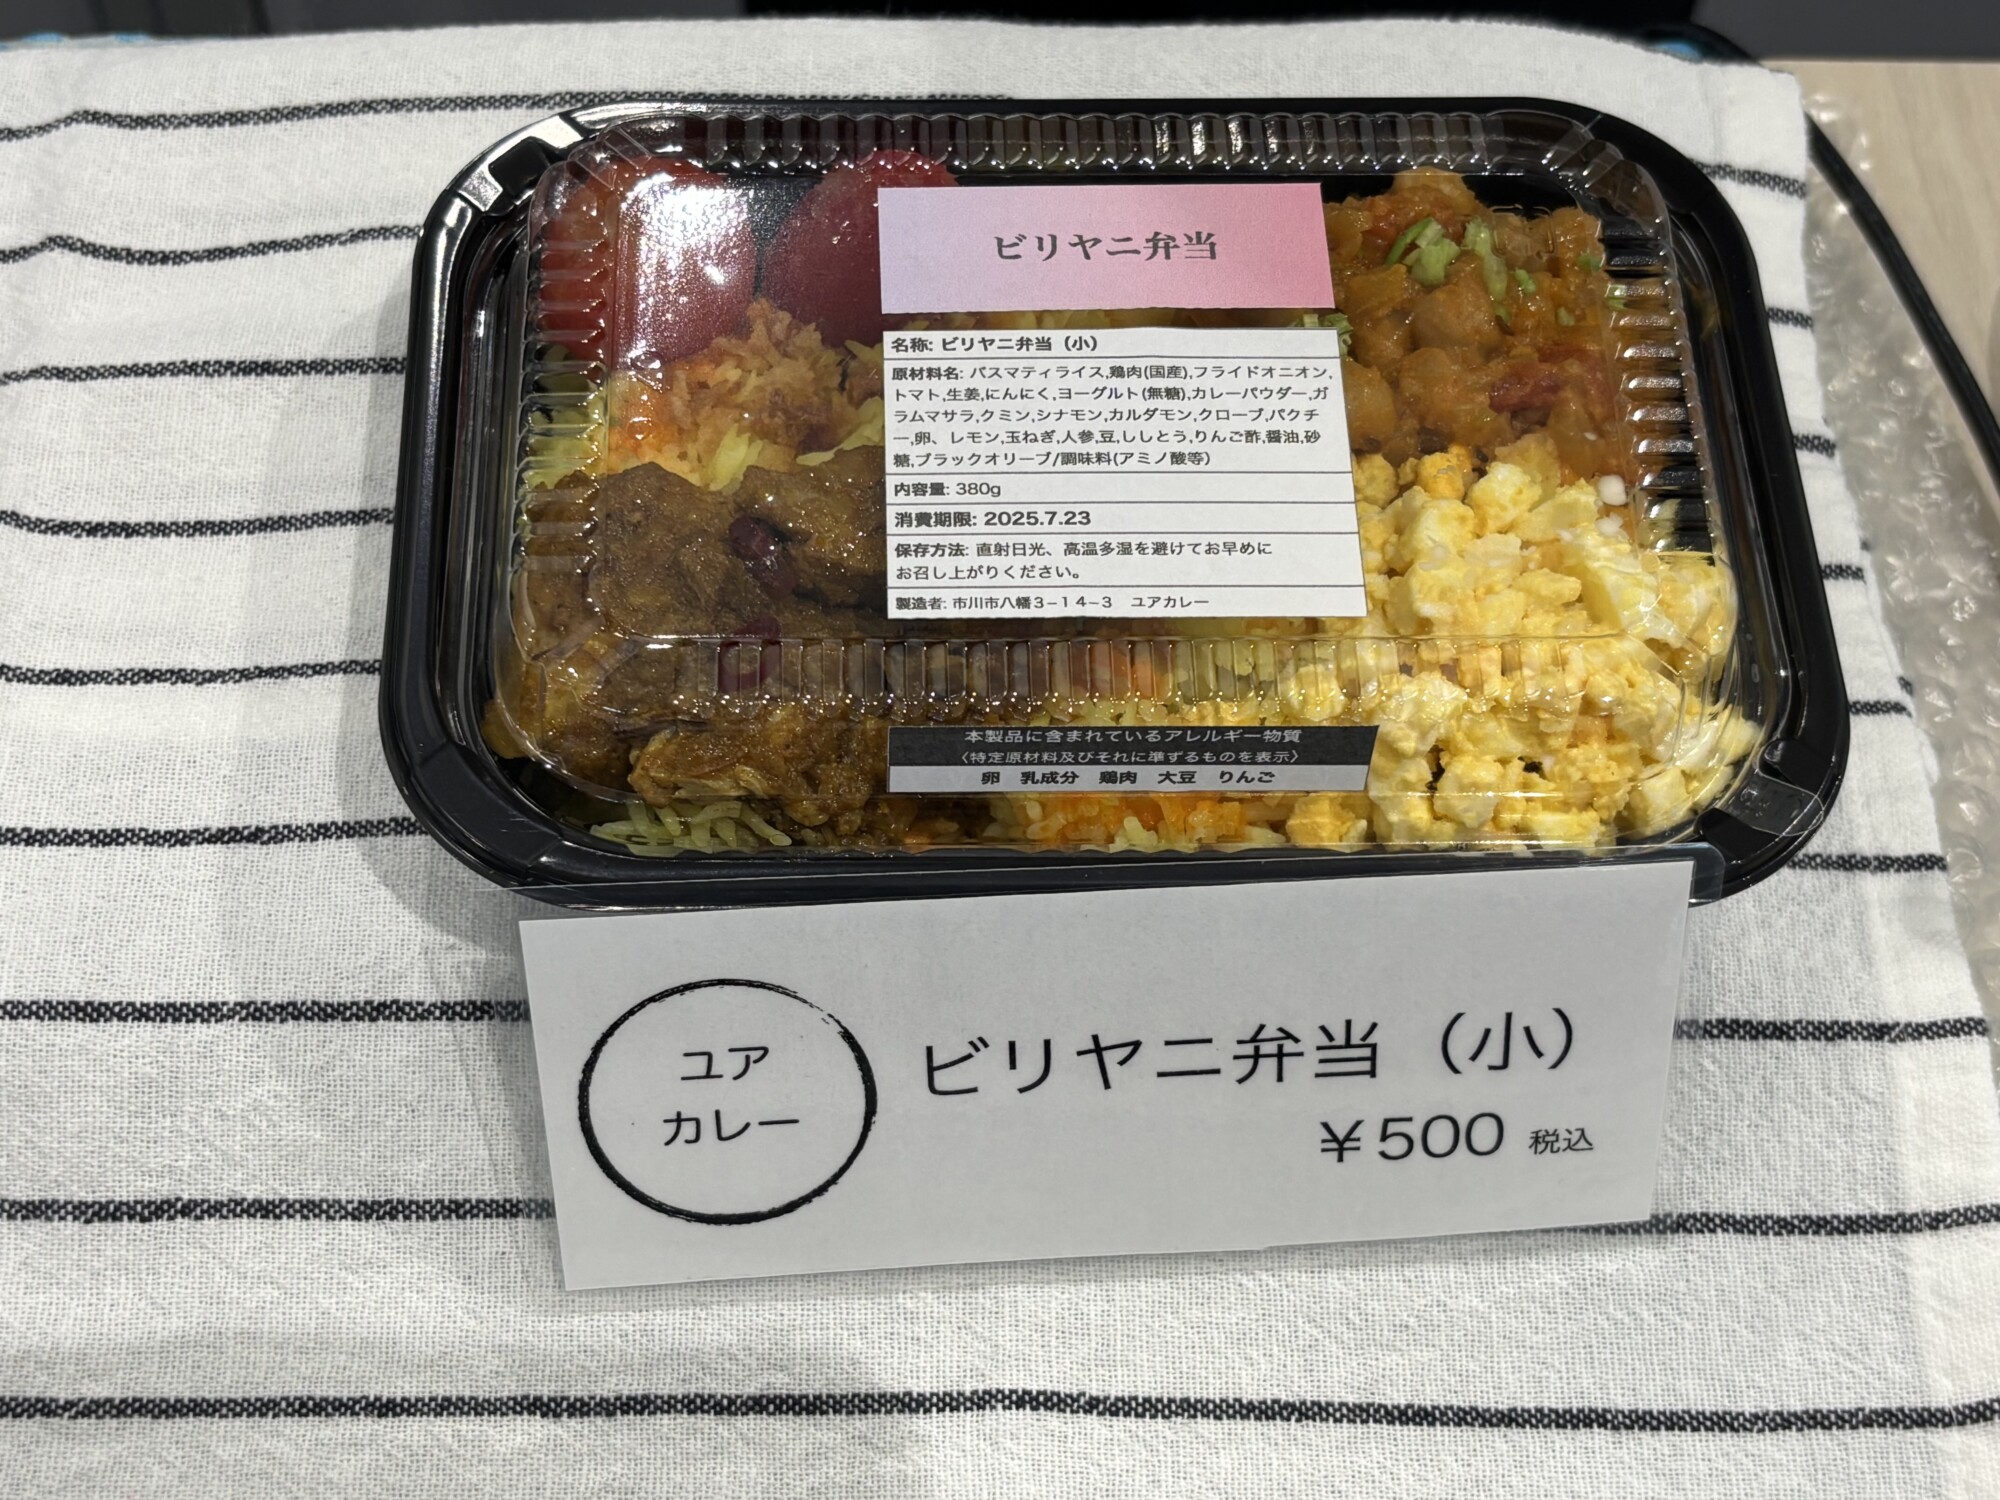 ビリヤニ弁当
名称: ビリヤニ弁当（小）
原材料名: バスマティライス,鶏肉(国産),フライドオニオン,
トマト,生姜,にんにく,ヨーグルト(無糖),カレーパウダー,ガ
ラムマサラ,クミン,シナモン,カルダモン,クローブ,パクチ
ー,卵、レモン,玉ねぎ,人参,豆,ししとう,りんご酢,醤油,砂
糖,ブラックオリーブ/調味料(アミノ酸等)
内容量: 380g
消費期限: 2025.7.23
保存方法: 直射日光、高温多湿を避けてお早めに
お召し上がりください。
製造者: 市川市八幡３−１４−３　ユアカレー
本製品に含まれているアレルギー物質
〈特定原材料及びそれに準ずるものを表示〉
卵　乳成分　鶏肉　大豆　りんご
ユア
カレー
ビリヤニ弁当（小）
￥500 税込